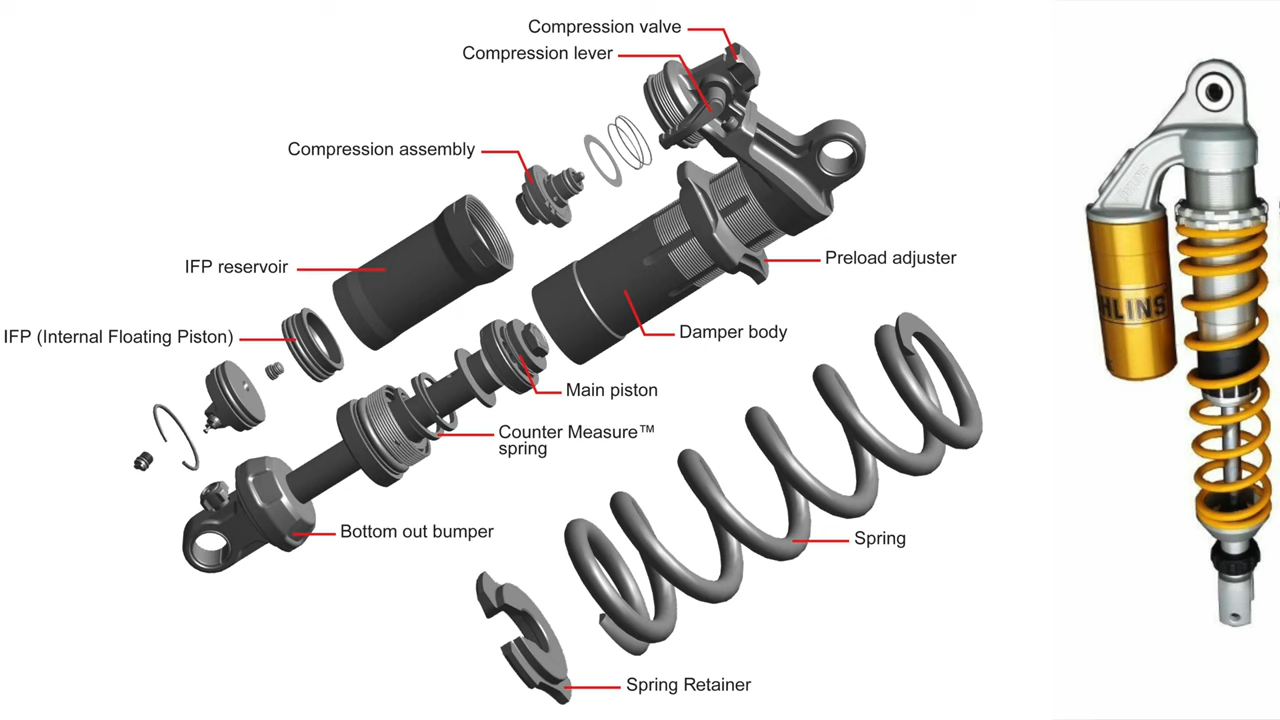 Compression valve
Compression lever
Compression assembly
IFP reservoir
Preload adjuster
IFP (Internal Floating Piston)
Damper body
Main piston
Counter Measure™
spring
Bottom out bumper
Spring
Spring Retainer
HLINS